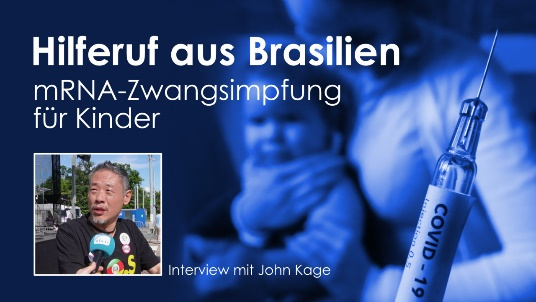 Hilferuf aus Brasilien
mRNA-Zwangsimpfung
für Kinder
Interview mit John Kage
COVID - 19